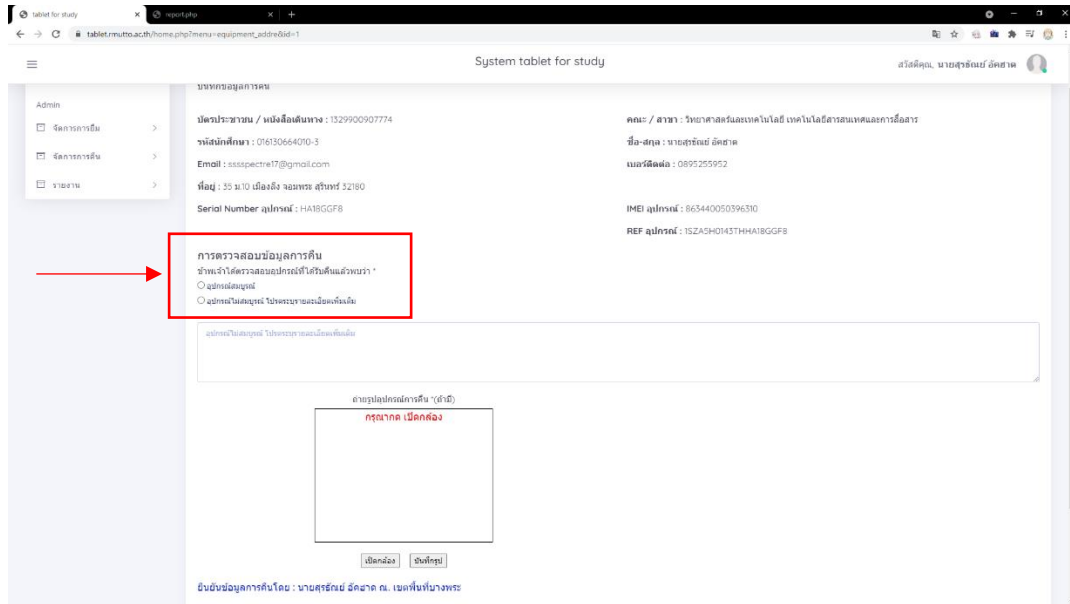 tablet for study
report.php
tablet.rmutto.ac.th/home.php?menu=equipment_addre&id=1
System tablet for study
สวัสดีคุณ, นายสุรธัณย์ อัคฮาด
บันทึกข้อมูลการคืน
Admin
จัดการการยืม
จัดการการคืน
รายงาน
บัตรประชาชน / หนังสือเดินทาง : 1329900907774
คณะ / สาขา : วิทยาศาสตร์และเทคโนโลยี เทคโนโลยีสารสนเทศและการสื่อสาร
รหัสนักศึกษา : 016130664010-3
ชื่อ-สกุล : นายสุรธัณย์ อัคฮาด
Email : sssspectre17@gmail.com
เบอร์ติดต่อ : 0895255952
ที่อยู่ : 35 ม.10 เมืองลีง จอมพระ สุรินทร์ 32180
Serial Number อุปกรณ์ : HA18GGF8
IMEI อุปกรณ์ : 863440050396310
REF อุปกรณ์ : 1SZA5H0143THHA18GGF8
การตรวจสอบข้อมูลการคืน
ข้าพเจ้าได้ตรวจสอบอุปกรณ์ที่ได้รับคืนแล้วพบว่า *
อุปกรณ์สมบูรณ์
อุปกรณ์ไม่สมบูรณ์ โปรดระบุรายละเอียดเพิ่มเติม
อุปกรณ์ไม่สมบูรณ์ โปรดระบุรายละเอียดเพิ่มเติม
ถ่ายรูปอุปกรณ์การคืน *(ถ้ามี)
กรุณากด เปิดกล้อง
เปิดกล้อง
บันทึกรูป
ยืนยันข้อมูลการคืนโดย : นายสุรธัณย์ อัคฮาด ณ. เขตพื้นที่บางพระ